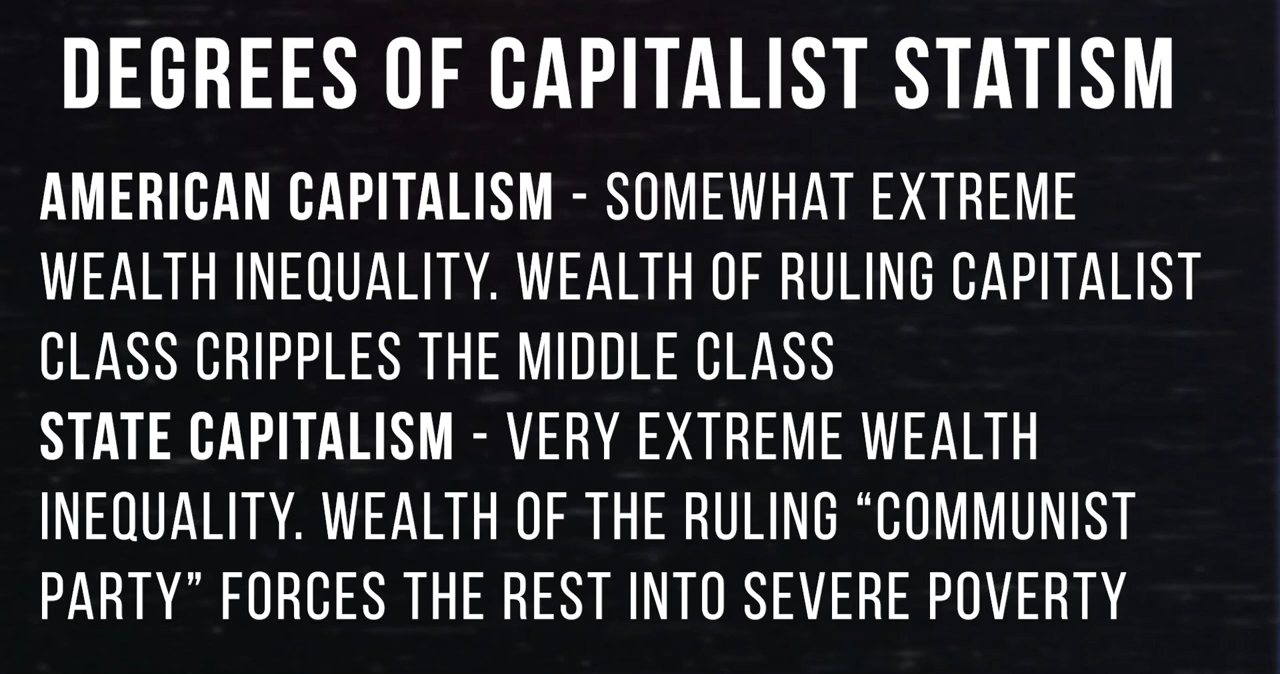 DEGREES OF CAPITALIST STATISM
AMERICAN CAPITALISM - SOMEWHAT EXTREME
WEALTH INEQUALITY. WEALTH OF RULING CAPITALIST
CLASS CRIPPLES THE MIDDLE CLASS
STATE CAPITALISM - VERY EXTREME WEALTH
INEQUALITY. WEALTH OF THE RULING “COMMUNIST
PARTY” FORCES THE REST INTO SEVERE POVERTY